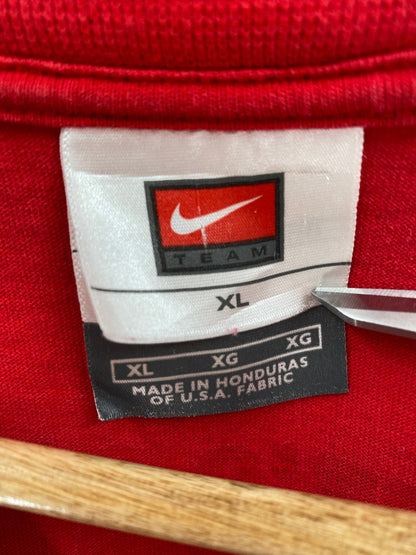 TEAM
XL
XL XG XG
MADE IN HONDURAS
OF U.S.A. FABRIC